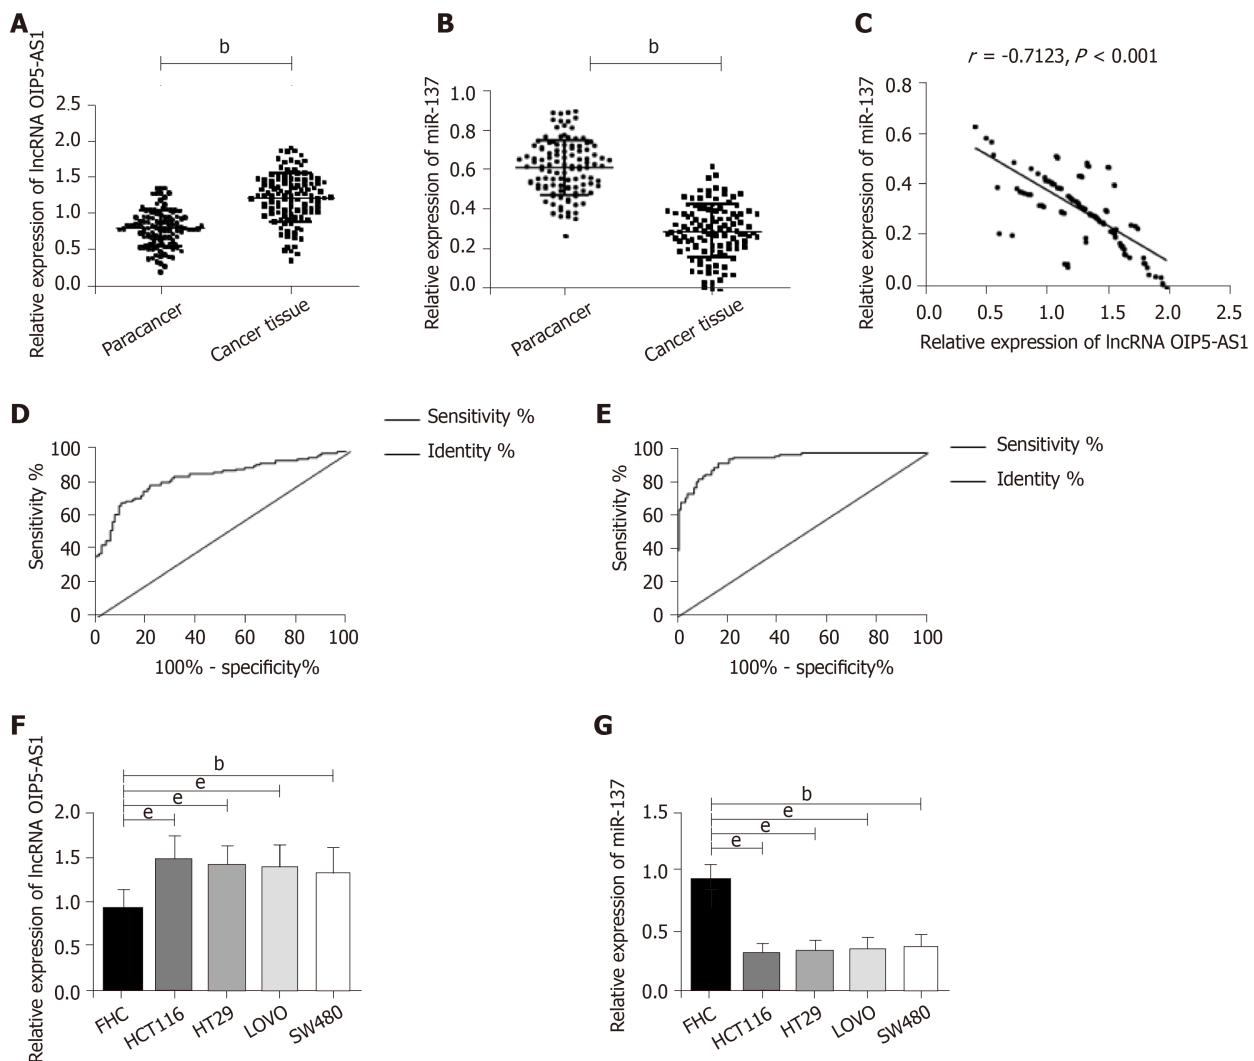 A
Relative expression of lncRNA OIP5-AS1
b
2.5
2.0
1.5
1.0
0.5
0.0
Paracancer
Cancer tissue
B
Relative expression of miR-137
b
1.0
0.8
0.6
0.4
0.2
0.0
Paracancer
Cancer tissue
C
r = -0.7123, P < 0.001
Relative expression of miR-137
0.8
0.6
0.4
0.2
0.0
0.0 0.5 1.0 1.5 2.0 2.5
Relative expression of lncRNA OIP5-AS1
D
Sensitivity %
Identity %
Sensitivity %
100
80
60
40
20
0
0 20 40 60 80 100
100% - specificity%
E
Sensitivity %
Identity %
Sensitivity %
100
80
60
40
20
0
0 20 40 60 80 100
100% - specificity%
F
Relative expression of lncRNA OIP5-AS1
b
e
e
e
2.0
1.5
1.0
0.5
0.0
FHC
HCT116
HT29
LOVO
SW480
G
Relative expression of miR-137
b
e
e
e
1.5
1.0
0.5
0.0
FHC
HCT116
HT29
LOVO
SW480